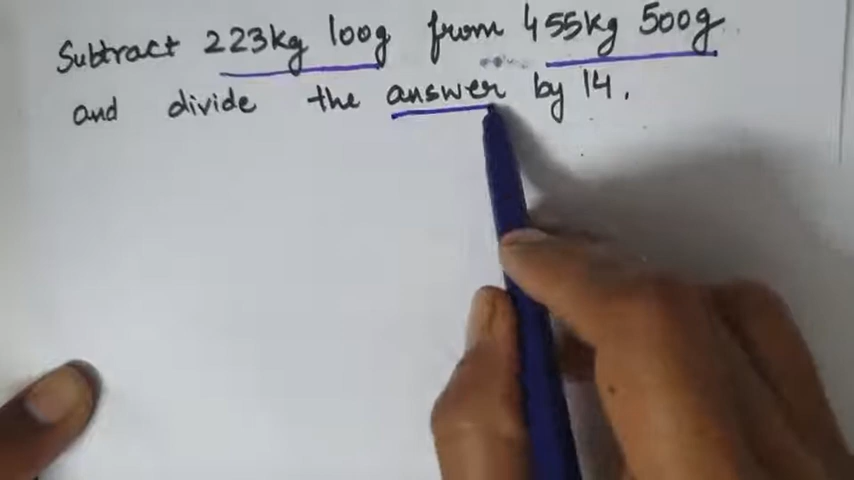 Subtract 223kg 100g from 455kg 500g
and divide the answer by 14.